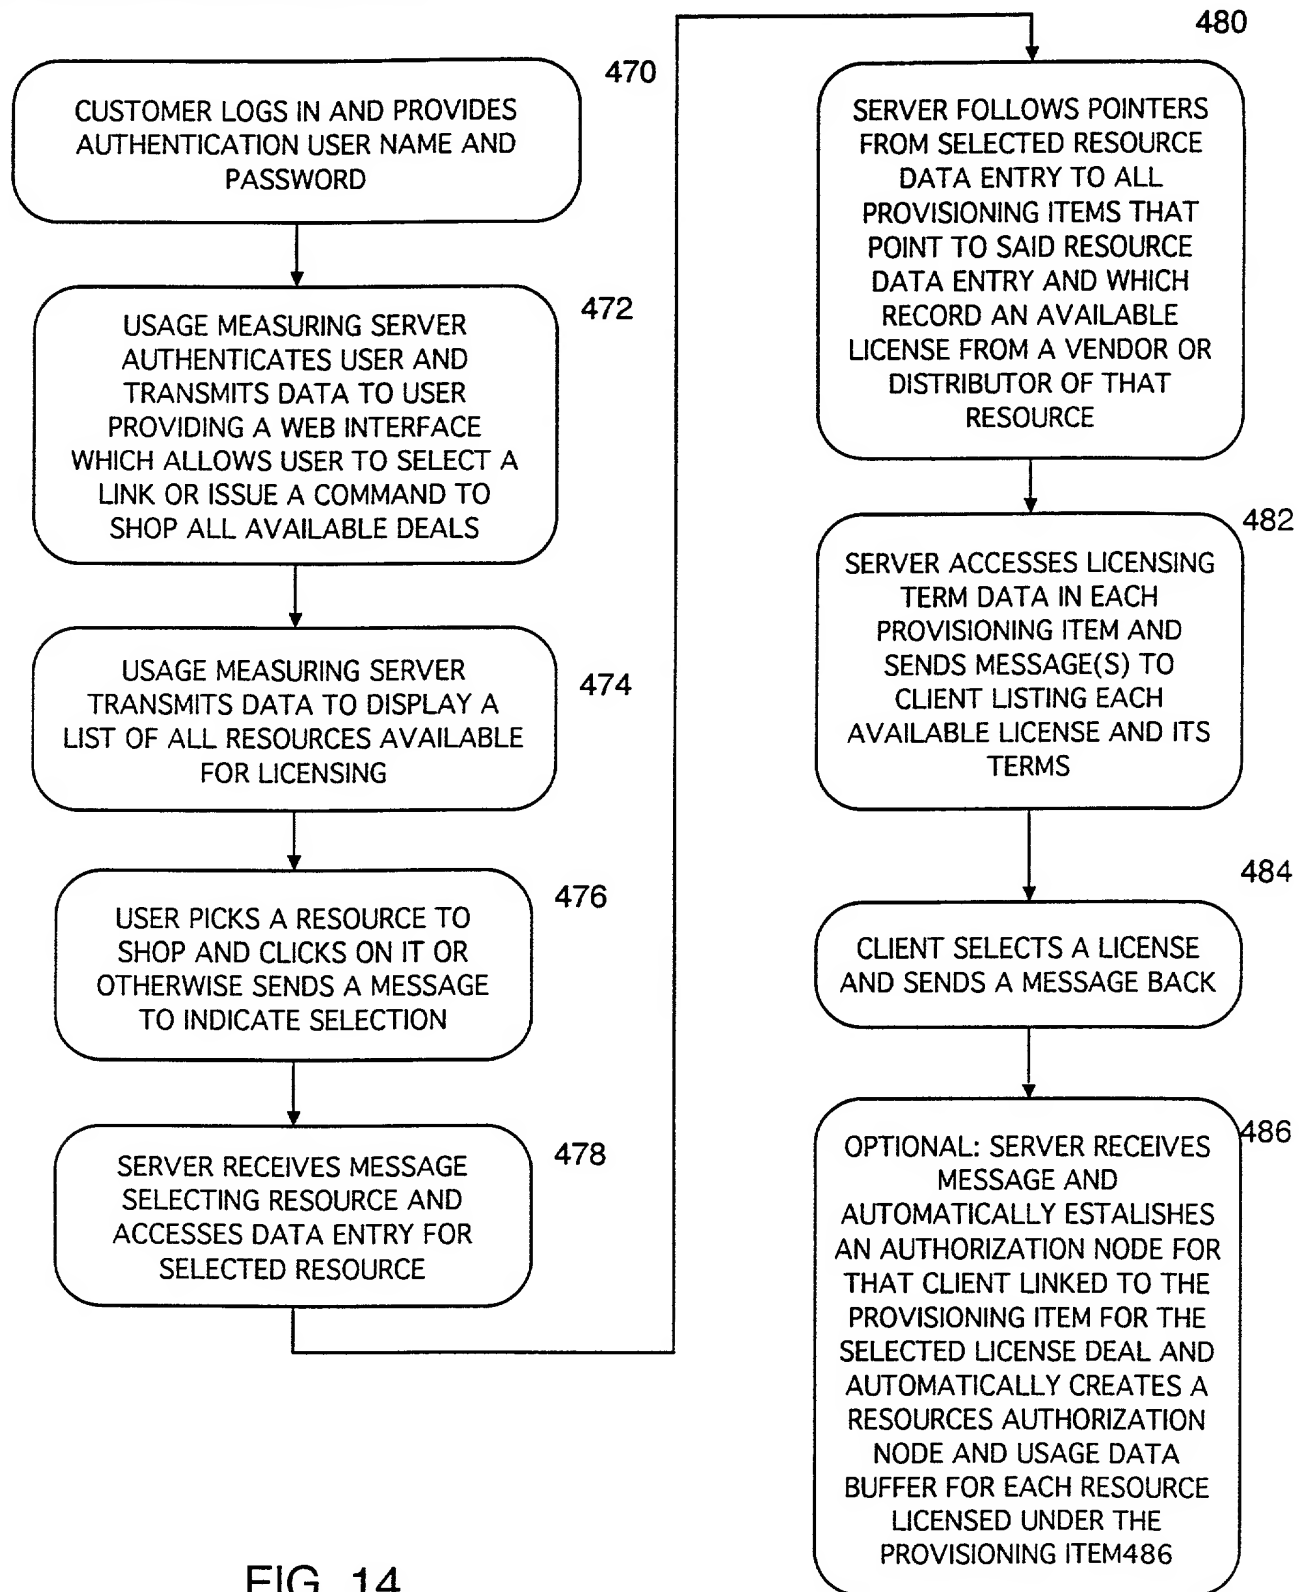 470
CUSTOMER LOGS IN AND PROVIDES
AUTHENTICATION USER NAME AND
PASSWORD
472
USAGE MEASURING SERVER
AUTHENTICATES USER AND
TRANSMITS DATA TO USER
PROVIDING A WEB INTERFACE
WHICH ALLOWS USER TO SELECT A
LINK OR ISSUE A COMMAND TO
SHOP ALL AVAILABLE DEALS
474
USAGE MEASURING SERVER
TRANSMITS DATA TO DISPLAY A
LIST OF ALL RESOURCES AVAILABLE
FOR LICENSING
476
USER PICKS A RESOURCE TO
SHOP AND CLICKS ON IT OR
OTHERWISE SENDS A MESSAGE
TO INDICATE SELECTION
478
SERVER RECEIVES MESSAGE
SELECTING RESOURCE AND
ACCESSES DATA ENTRY FOR
SELECTED RESOURCE
480
SERVER FOLLOWS POINTERS
FROM SELECTED RESOURCE
DATA ENTRY TO ALL
PROVISIONING ITEMS THAT
POINT TO SAID RESOURCE
DATA ENTRY AND WHICH
RECORD AN AVAILABLE
LICENSE FROM A VENDOR OR
DISTRIBUTOR OF THAT
RESOURCE
482
SERVER ACCESSES LICENSING
TERM DATA IN EACH
PROVISIONING ITEM AND
SENDS MESSAGE(S) TO
CLIENT LISTING EACH
AVAILABLE LICENSE AND ITS
TERMS
484
CLIENT SELECTS A LICENSE
AND SENDS A MESSAGE BACK
486
OPTIONAL: SERVER RECEIVES
MESSAGE AND
AUTOMATICALLY ESTALISHES
AN AUTHORIZATION NODE FOR
THAT CLIENT LINKED TO THE
PROVISIONING ITEM FOR THE
SELECTED LICENSE DEAL AND
AUTOMATICALLY CREATES A
RESOURCES AUTHORIZATION
NODE AND USAGE DATA
BUFFER FOR EACH RESOURCE
LICENSED UNDER THE
PROVISIONING ITEM486
FIG. 14